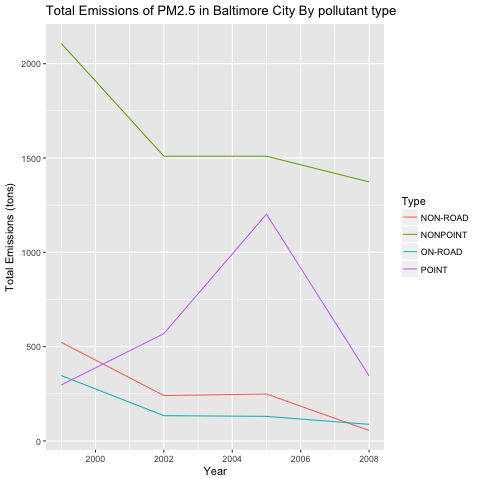 Total Emissions of PM2.5 in Baltimore City By pollutant type
Total Emissions (tons)
2000
1500
1000
500
0
2000 2002 2004 2006 2008
Year
Type
NON-ROAD
NONPOINT
ON-ROAD
POINT